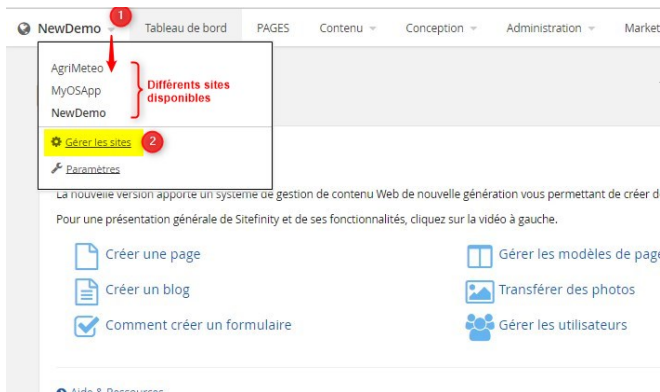 NewDemo 1 Tableau de bord PAGES Contenu Conception Administration
AgriMeteo
MyOSApp
NewDemo
Différents sites
disponibles
Gérer les sites 2
Paramètres
La nouvelle version apporte un système de gestion de contenu Web de nouvelle génération vous permettant de créer
Pour une présentation générale de Sitefinity et de ses fonctionnalités, cliquez sur la vidéo à gauche.
Créer une page Gérer les modèles de page
Créer un blog Transférer des photos
Comment créer un formulaire Gérer les utilisateurs
Aide & Ressources